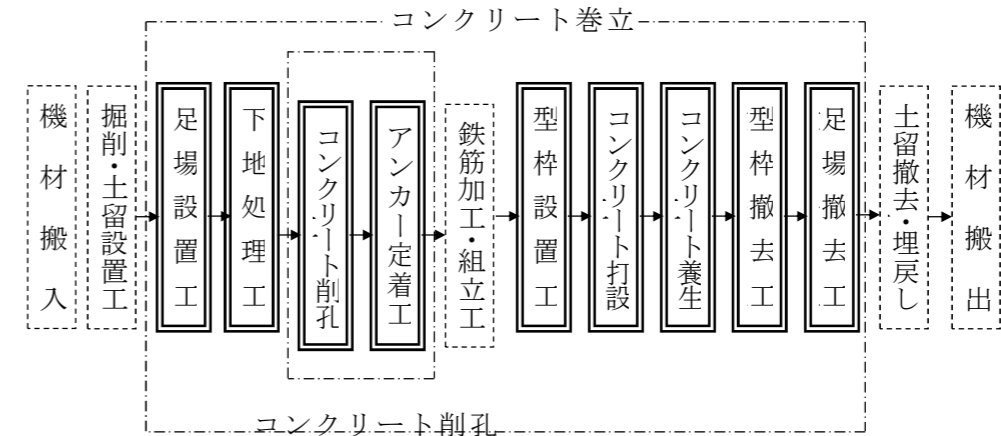 コンクリート巻立
機材搬入
掘削・土留設置工
足場設置工
下地処理工
コンクリート削孔
アンカー定着工
鉄筋加工・組立工
型枠設置工
コンクリート打設
コンクリート養生
型枠撤去工
足場撤去工
土留撤去・埋戻し
機材搬出
コンクリート削孔